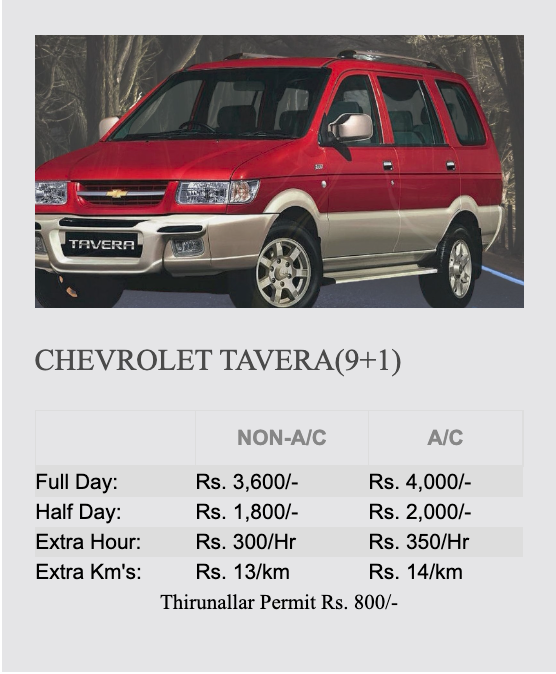 TAVERA
CHEVROLET TAVERA(9+1)
NON-A/C A/C
Full Day: Rs. 3,600/- Rs. 4,000/-
Half Day: Rs. 1,800/- Rs. 2,000/-
Extra Hour: Rs. 300/Hr Rs. 350/Hr
Extra Km's: Rs. 13/km Rs. 14/km
Thirunallar Permit Rs. 800/-